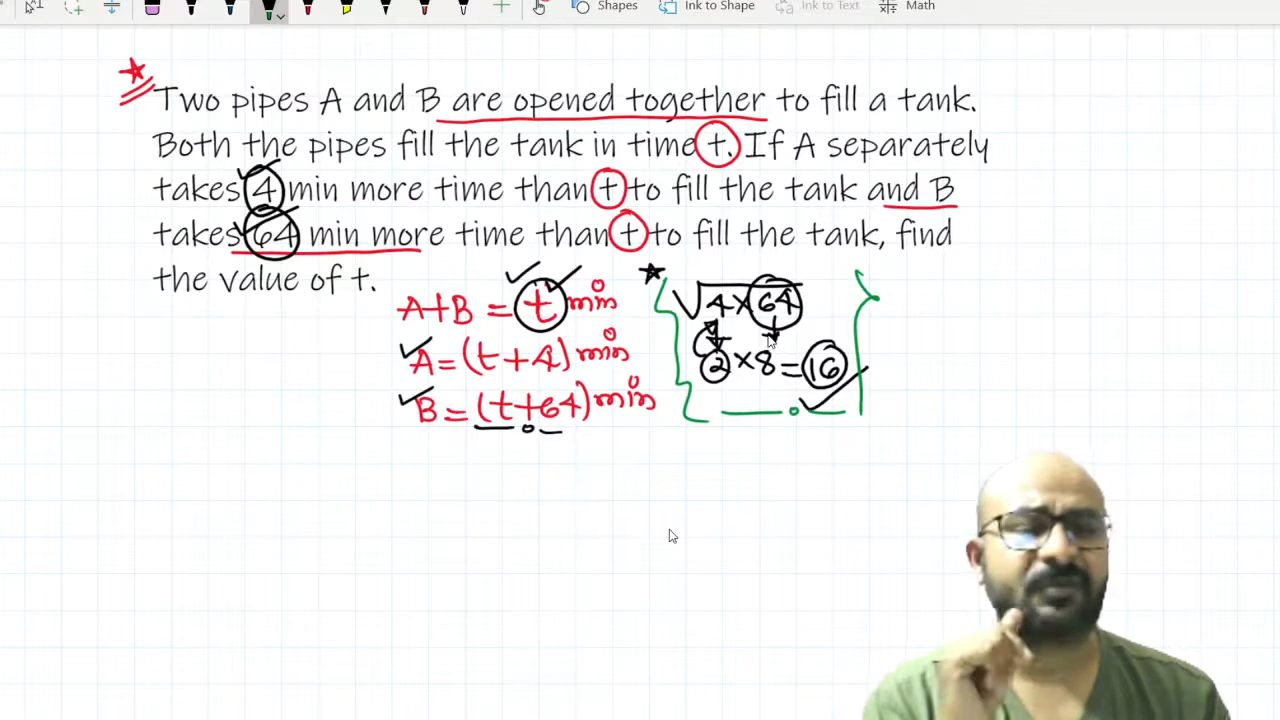 Shapes Ink to Shape Ink to Text Math
Two pipes A and B are opened together to fill a tank.
Both the pipes fill the tank in time t. If A separately
takes 4 min more time than t to fill the tank and B
takes 64 min more time than t to fill the tank, find
the value of t.
A+B = t min
A = (t+4) min
B = (t+64) min
√4×64
2×8=16